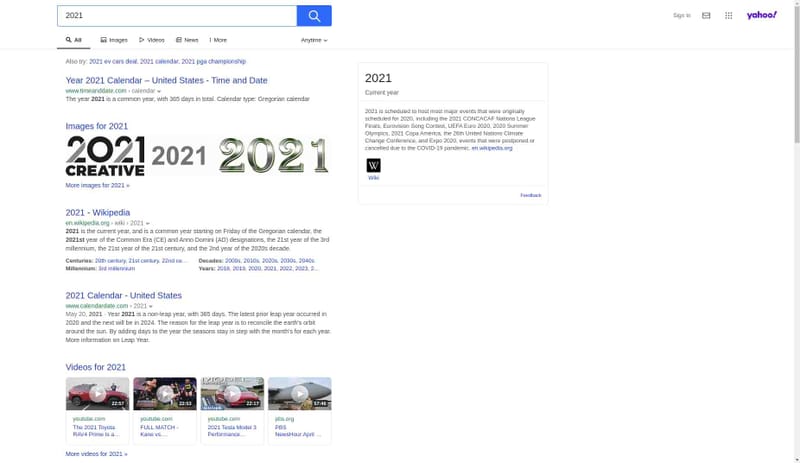 2021
Sign in
yahoo!
All
Images
Videos
News
More
Anytime
Also try: 2021 ev cars deal, 2021 calendar, 2021 pga championship
Year 2021 Calendar – United States - Time and Date
www.timeanddate.com › calendar
The year 2021 is a common year, with 365 days in total. Calendar type: Gregorian calendar
Images for 2021
2021
CREATIVE
2021
2021
More images for 2021 »
2021 - Wikipedia
en.wikipedia.org › wiki › 2021
2021 is the current year, and is a common year starting on Friday of the Gregorian calendar, the
2021st year of the Common Era (CE) and Anno Domini (AD) designations, the 21st year of the 3rd
millennium, the 21st year of the 21st century, and the 2nd year of the 2020s decade.
Centuries: 20th century, 21st century, 22nd ce...
Decades: 2000s, 2010s, 2020s, 2030s, 2040s.
Millennium: 3rd millennium
Years: 2018, 2019, 2020, 2021, 2022, 2023, 2...
2021 Calendar - United States
www.calendardate.com › 2021
May 20, 2021 · Year 2021 is a non-leap year, with 365 days. The latest prior leap year occurred in
2020 and the next will be in 2024. The reason for the leap year is to reconcile the earth's orbit
around the sun. By adding days to the year the seasons stay in step with the month's for each year.
More information on Leap Year.
Videos for 2021
22:57
22:53
22:17
57:46
youtube.com
The 2021 Toyota
RAV4 Prime Is a...
youtube.com
FULL MATCH -
Kane vs....
youtube.com
2021 Tesla Model 3
Performance...
pbs.org
PBS
NewsHour April ...
More videos for 2021 »
2021
Current year
2021 is scheduled to host most major events that were originally
scheduled for 2020, including the 2021 CONCACAF Nations League
Finals, Eurovision Song Contest, UEFA Euro 2020, 2020 Summer
Olympics, 2021 Copa America, the 26th United Nations Climate
Change Conference, and Expo 2020, events that were postponed or
cancelled due to the COVID-19 pandemic. en.wikipedia.org
W
Wiki
Feedback